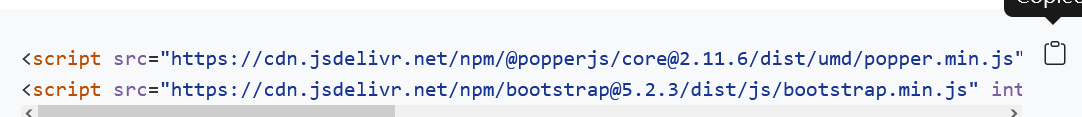 <script src="https://cdn.jsdelivr.net/npm/@popperjs/core@2.11.6/dist/umd/popper.min.js"
<script src="https://cdn.jsdelivr.net/npm/bootstrap@5.2.3/dist/js/bootstrap.min.js" int